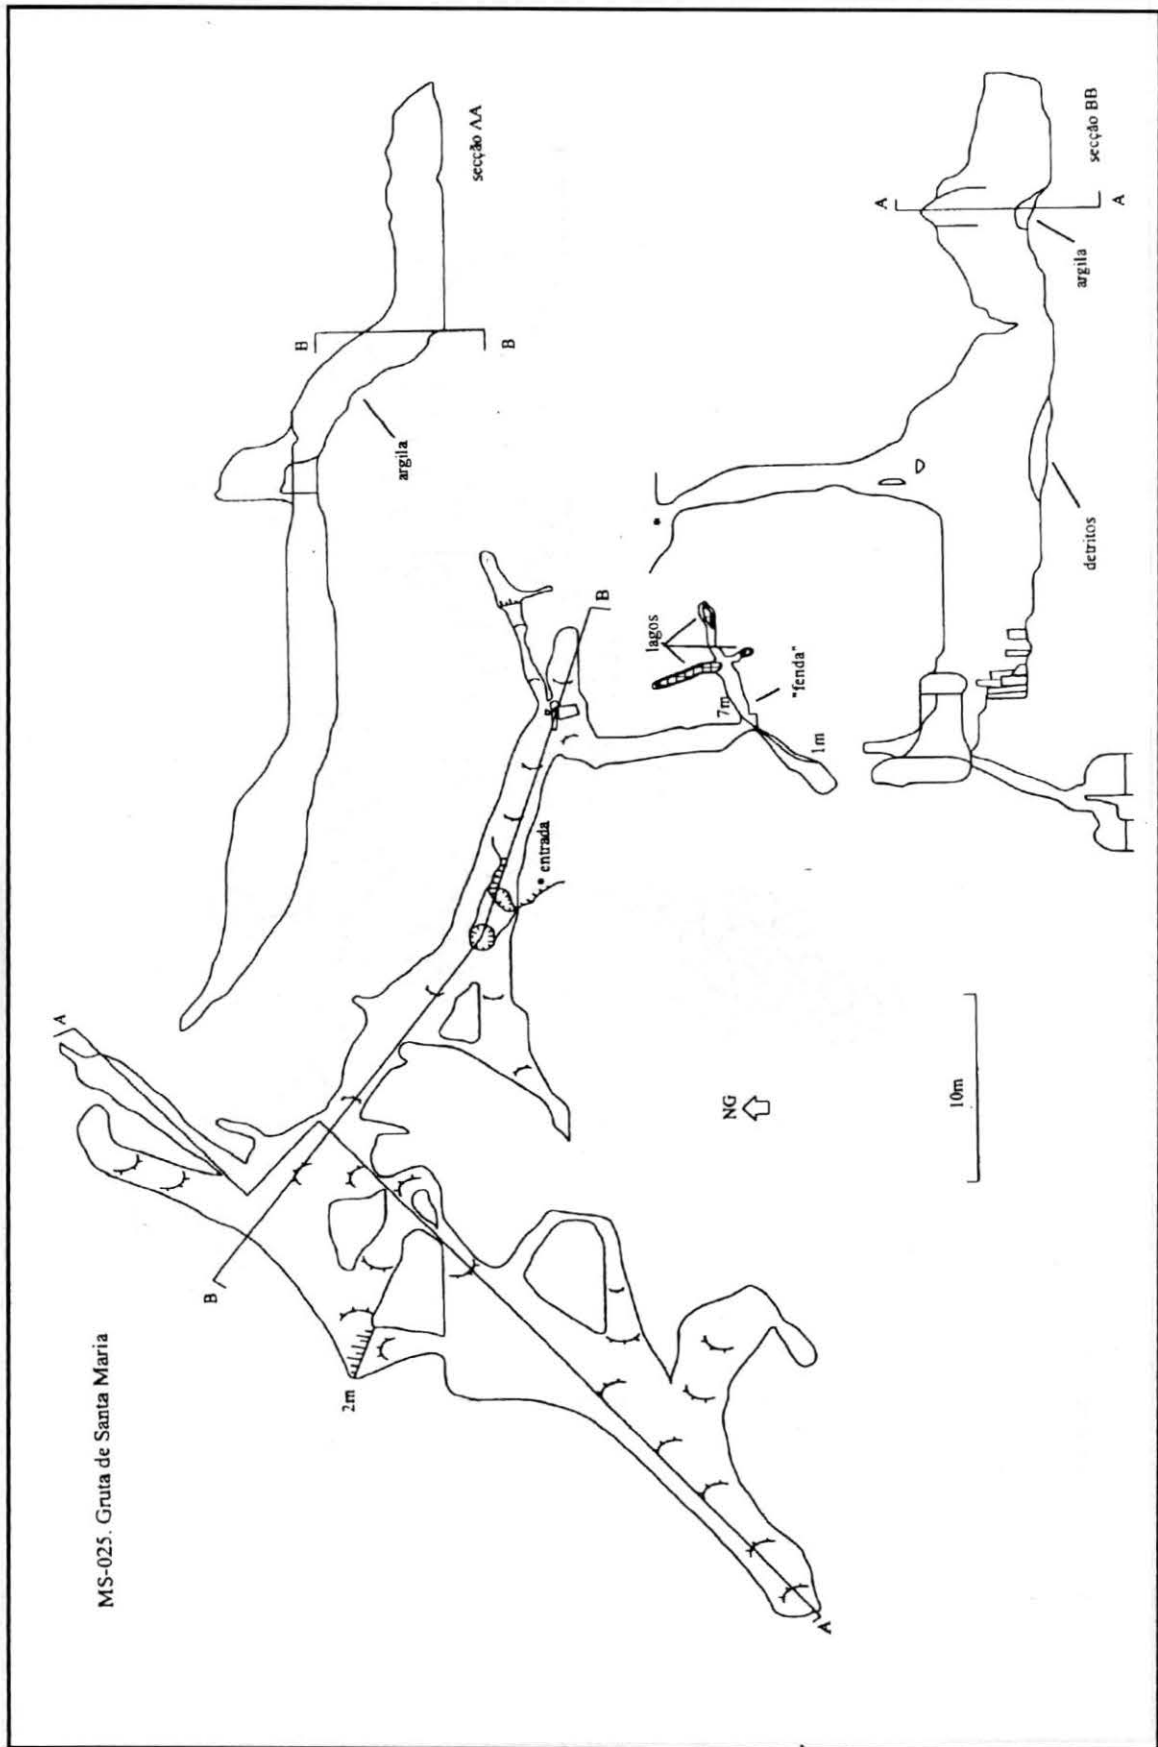 MS-025. Gruta de Santa Maria
2m
B
A
A
B
entrada
NG
10m
secção AA
B
B
argila
lagos
7m
"fenda"
1m
secção BB
A
A
argila
detritos